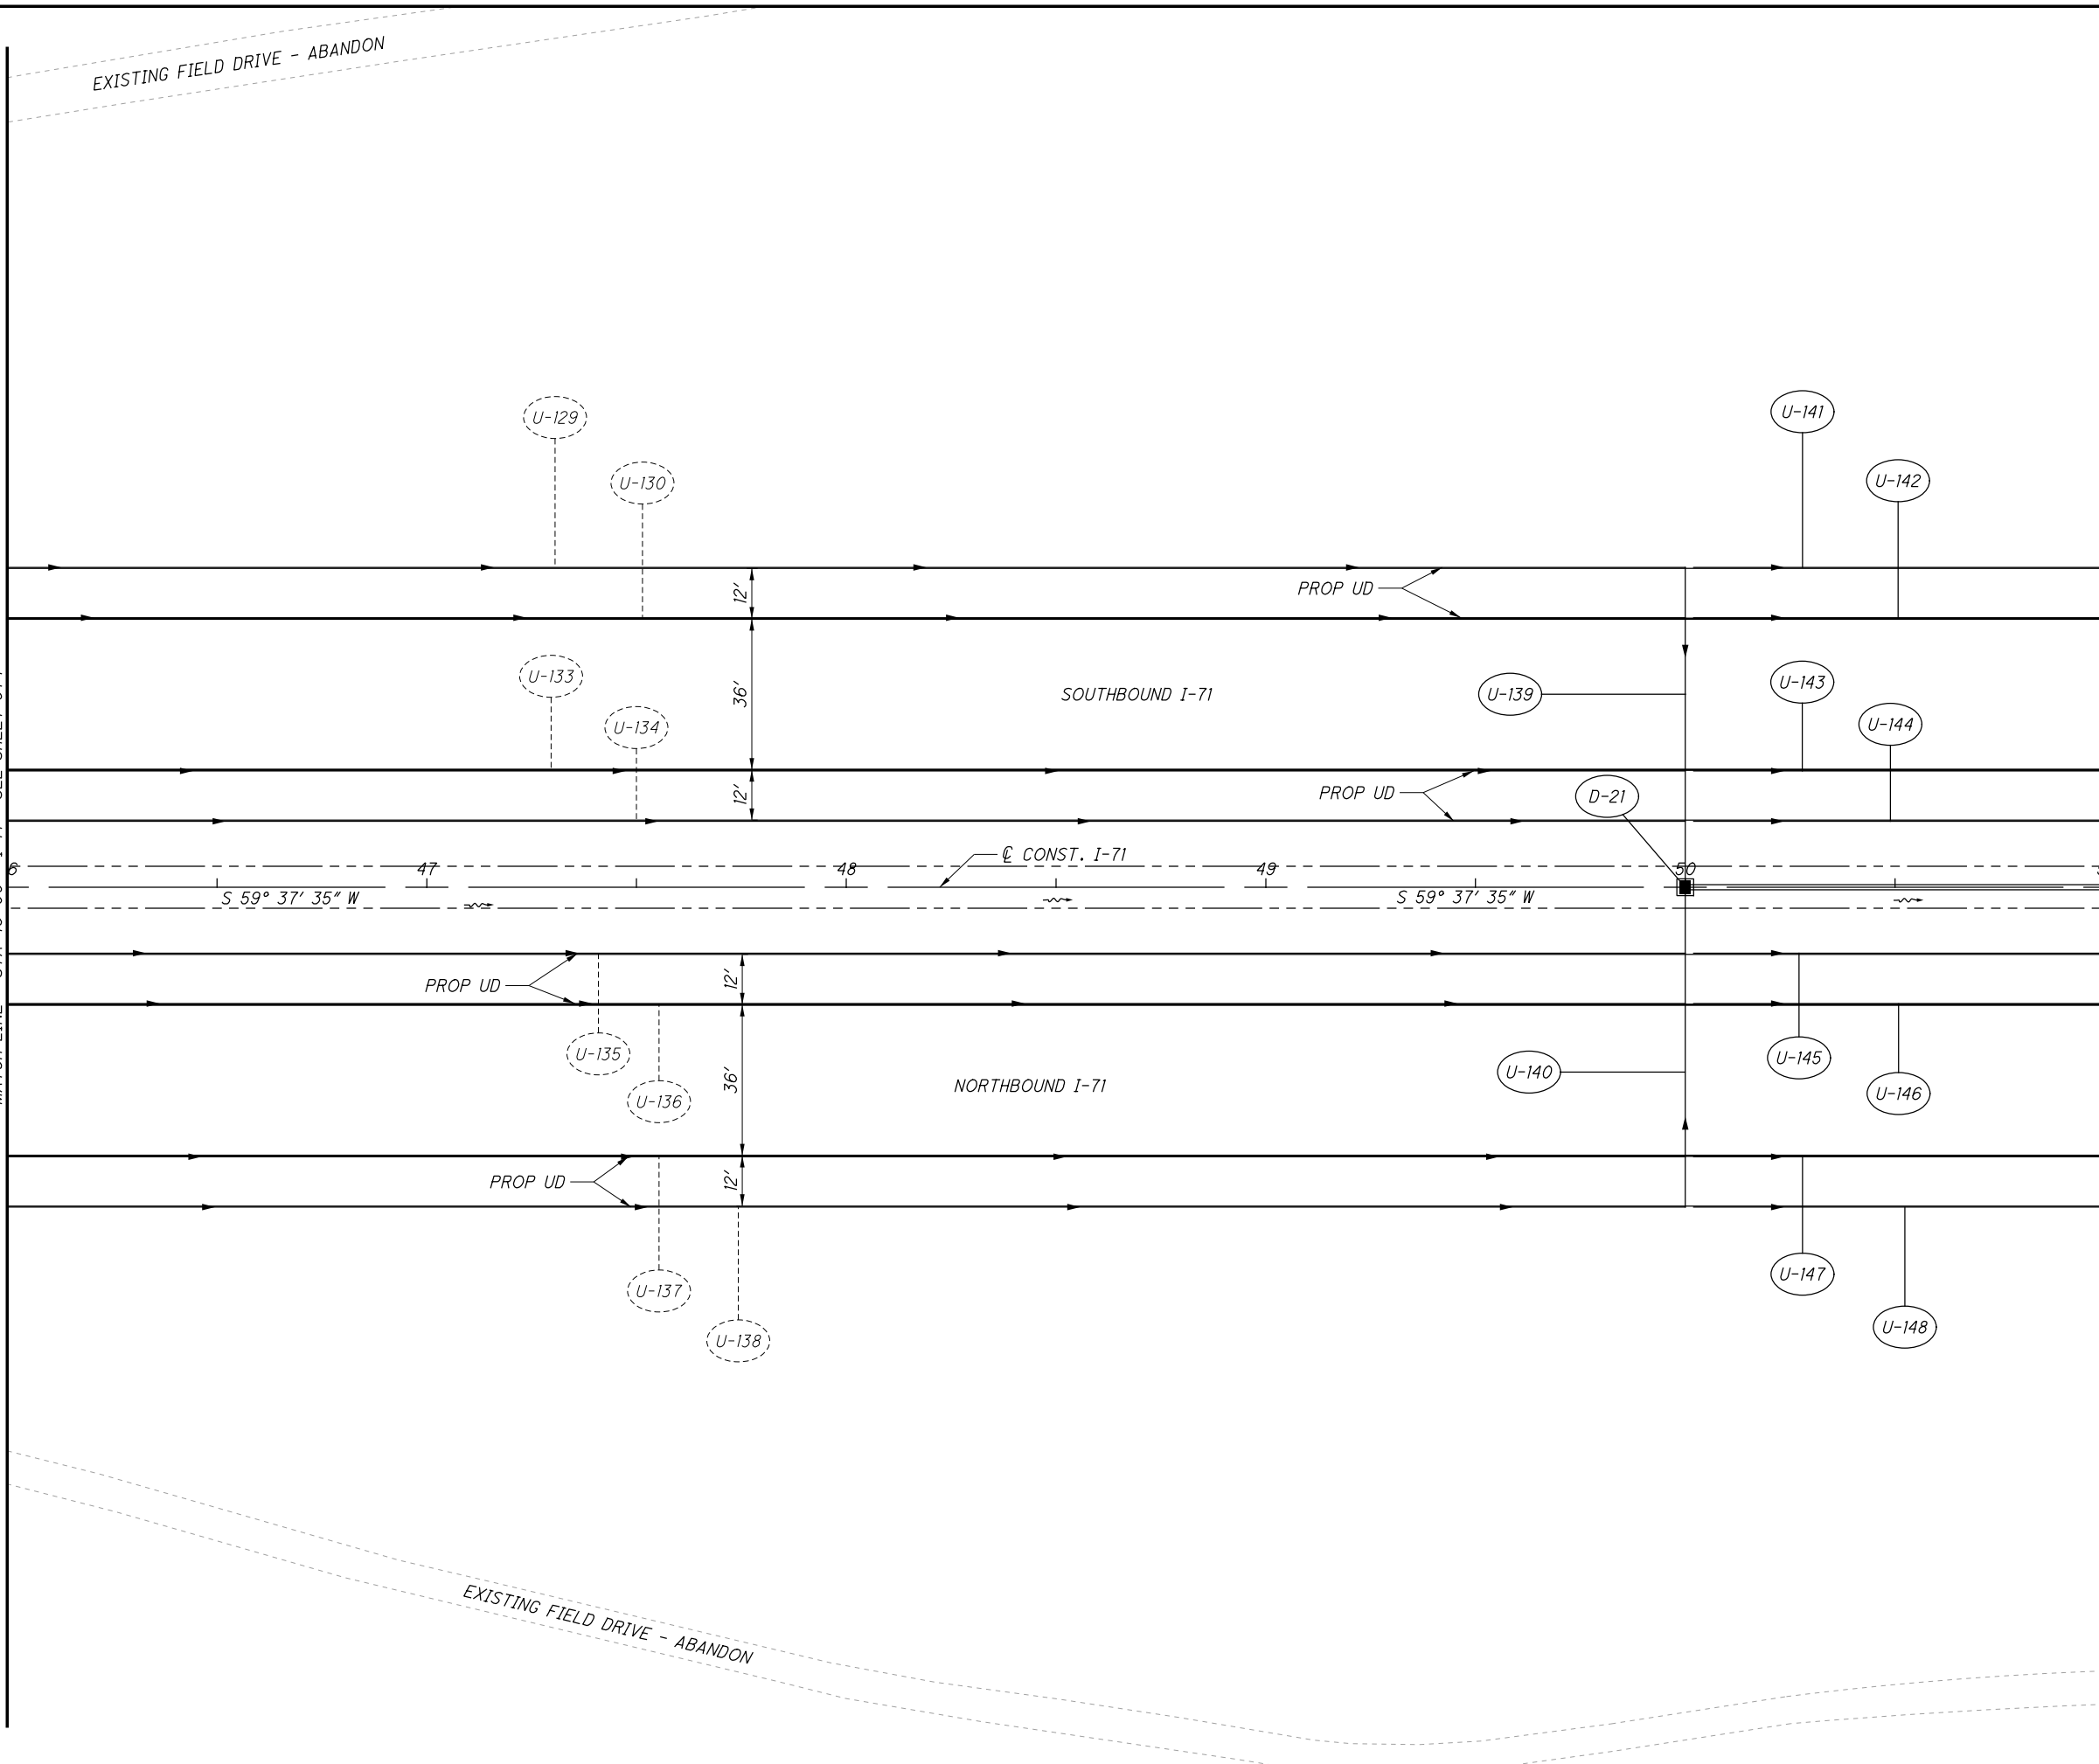 EXISTING FIELD DRIVE - ABANDON
U-129
U-141
U-130
U-142
PROP UD
12'
U-133
U-143
36'
SOUTHBOUND I-71
U-139
U-134
U-144
PROP UD
12'
D-21
℄ CONST. I-71
47
48
49
50
S 59° 37' 35" W
S 59° 37' 35" W
PROP UD
12'
U-135
U-145
36'
NORTHBOUND I-71
U-140
U-136
U-146
PROP UD
12'
U-137
U-147
U-138
U-148
EXISTING FIELD DRIVE - ABANDON